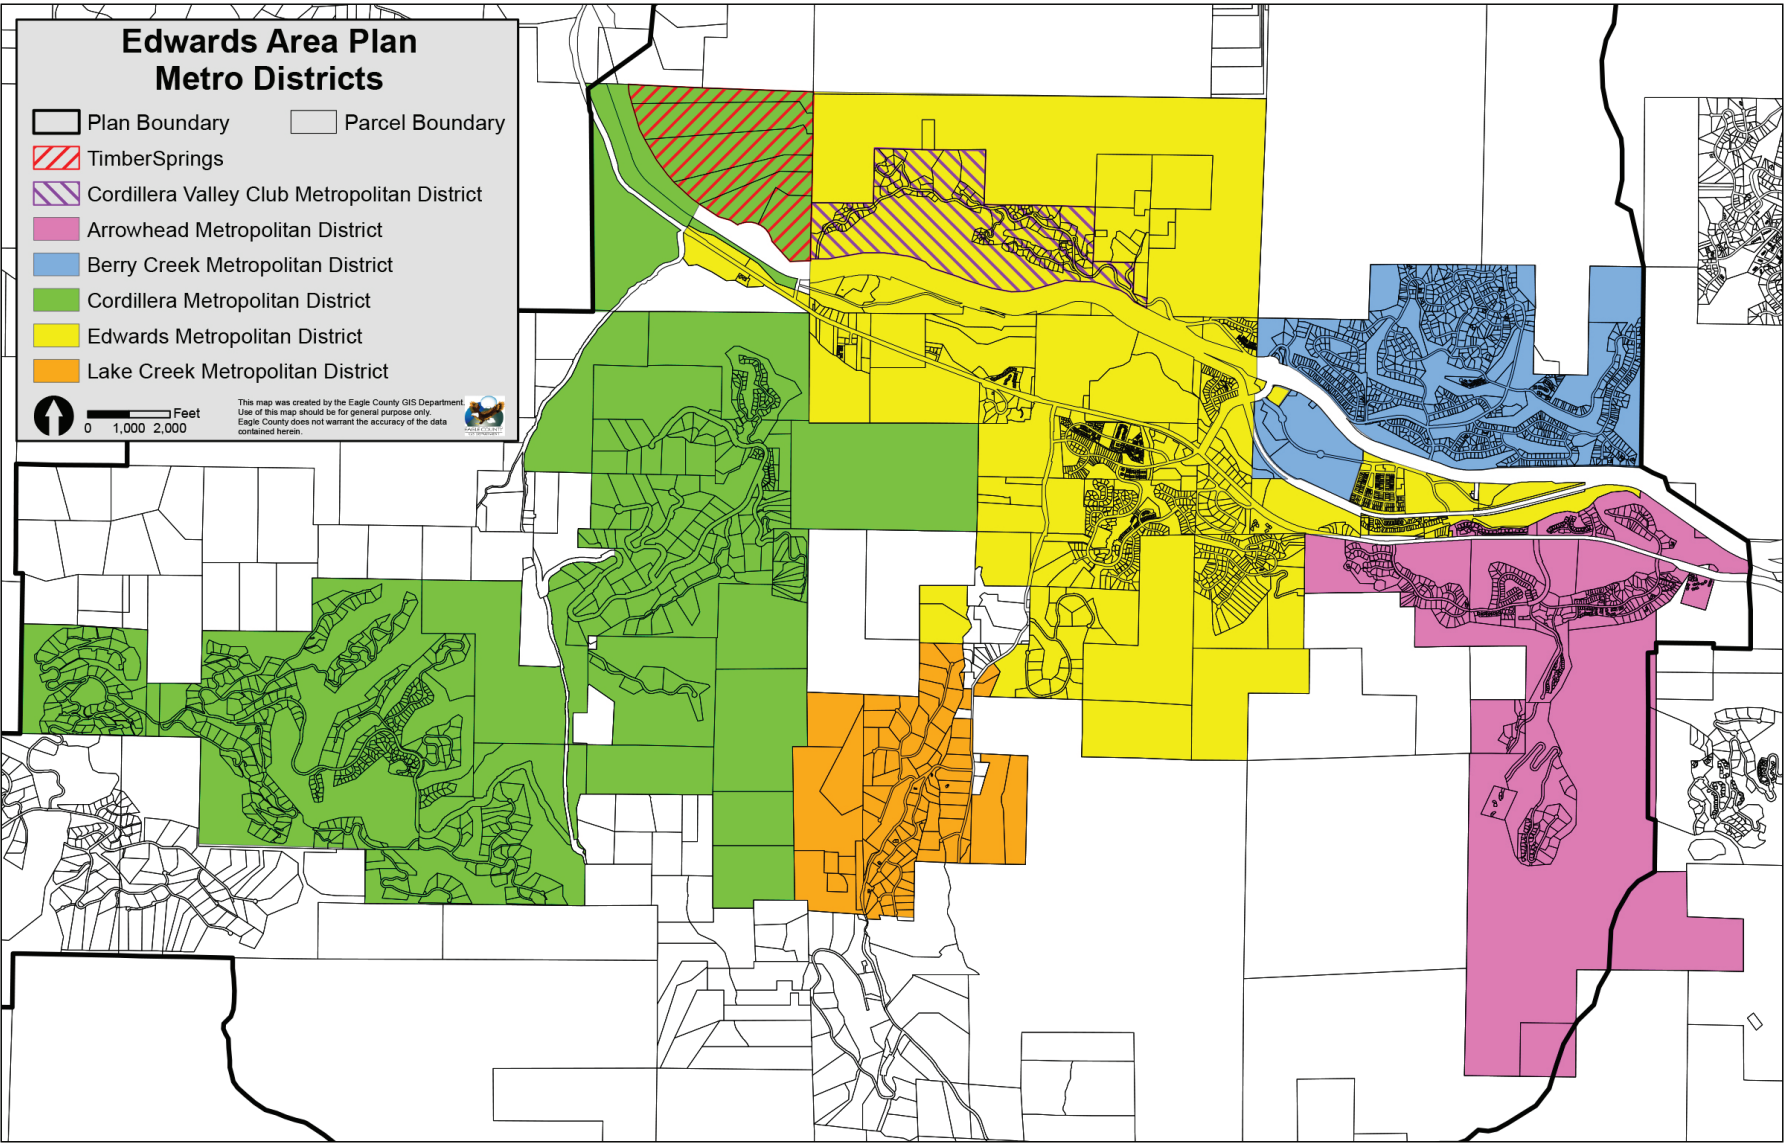 Edwards Area Plan
Metro Districts
Plan Boundary Parcel Boundary
TimberSprings
Cordillera Valley Club Metropolitan District
Arrowhead Metropolitan District
Berry Creek Metropolitan District
Cordillera Metropolitan District
Edwards Metropolitan District
Lake Creek Metropolitan District
Feet
0 1,000 2,000
This map was created by the Eagle County GIS Department.
Use of this map should be for general purpose only.
Eagle County does not warrant the accuracy of the data
contained herein.
EAGLE COUNTY